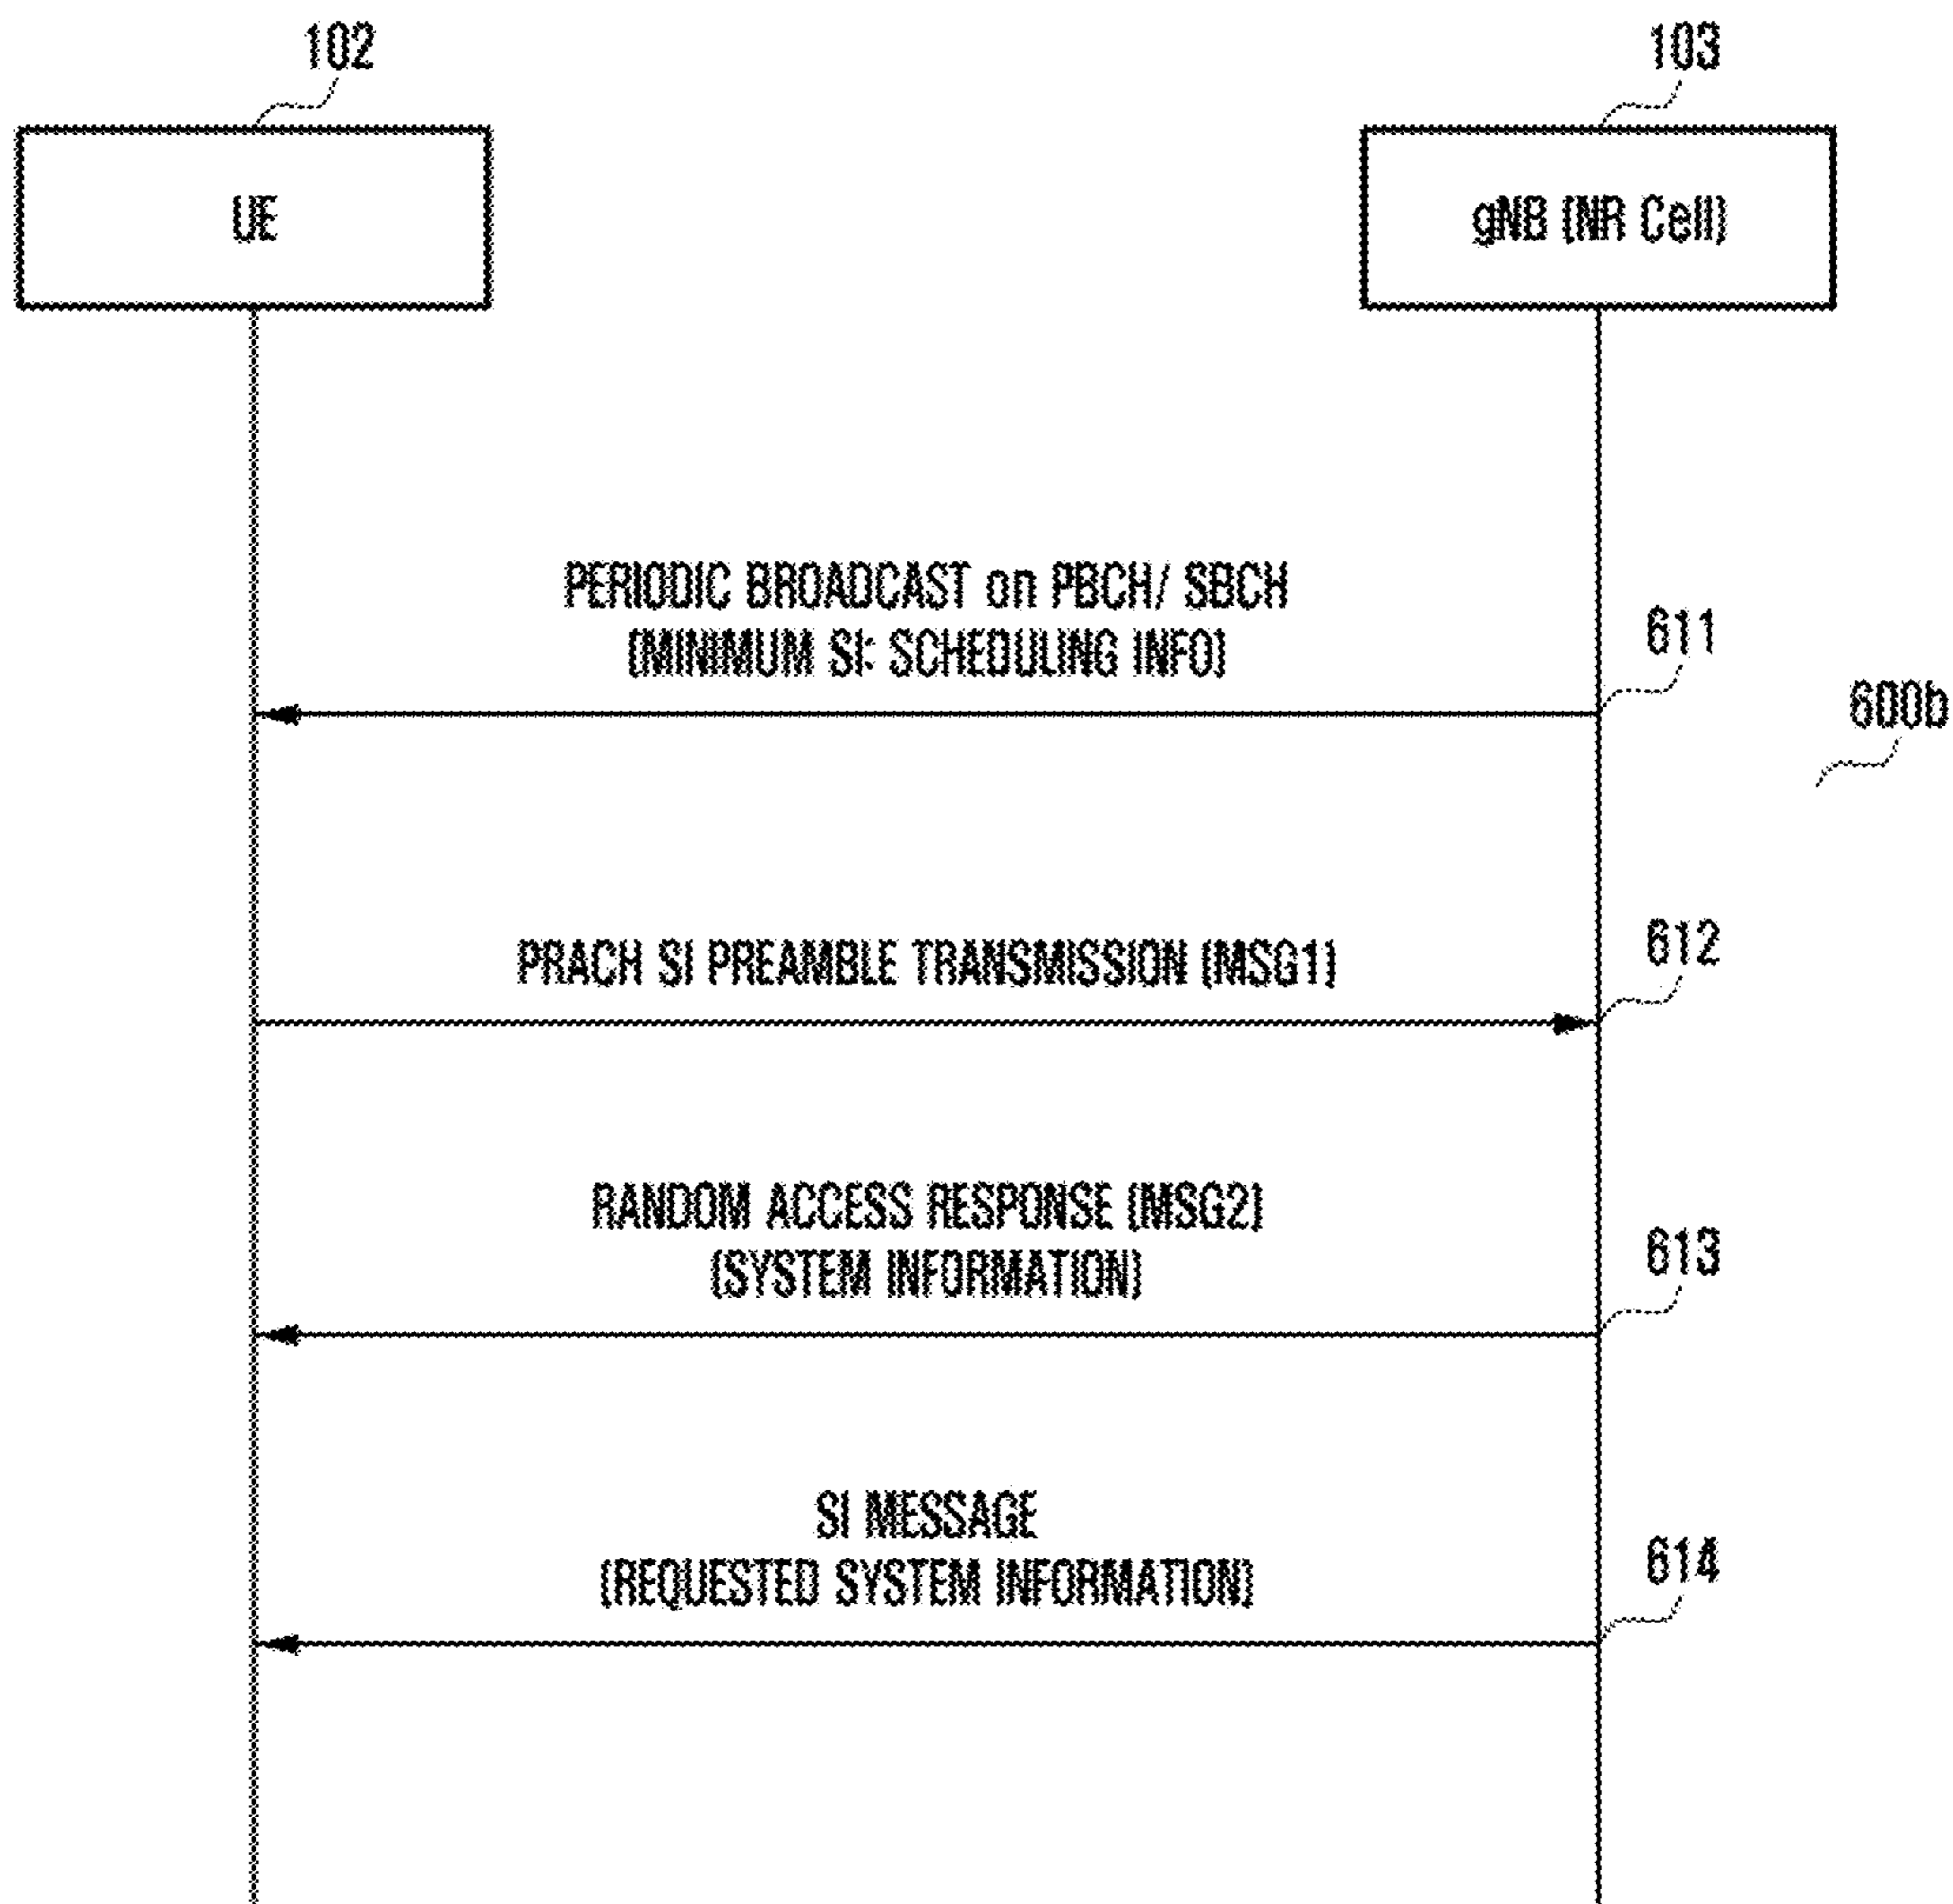 102
103
UE
gNB (NR Cell)
PERIODIC BROADCAST on PBCH/ SBCH
(MINIMUM SI: SCHEDULING INFO)
611
600b
PRACH SI PREAMBLE TRANSMISSION (MSG1)
612
RANDOM ACCESS RESPONSE (MSG2)
(SYSTEM INFORMATION)
613
SI MESSAGE
(REQUESTED SYSTEM INFORMATION)
614